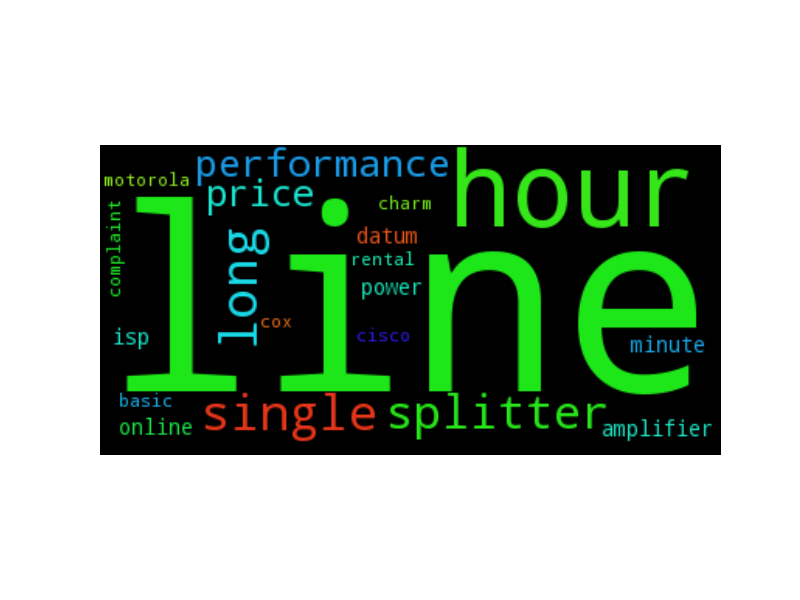 performance
hour
motorola
price
charm
complaint
line
long
datum
rental
power
cox
cisco
isp
minute
basic
single
splitter
online
amplifier